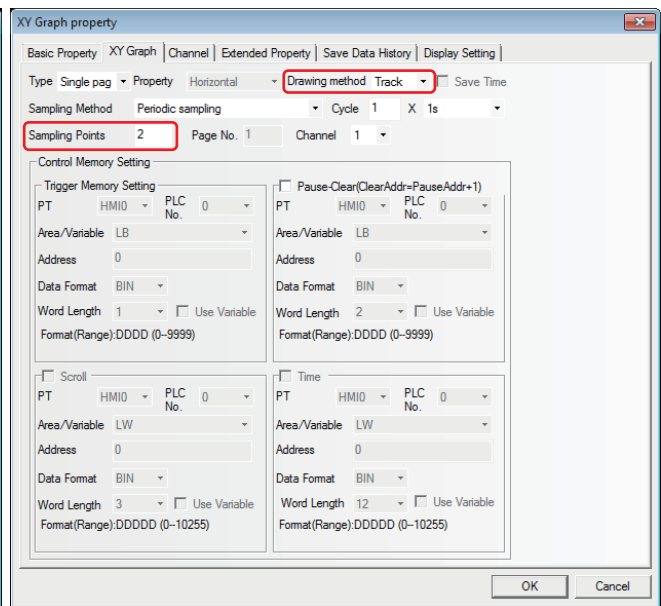 XY Graph property
Basic Property XY Graph Channel Extended Property Save Data History Display Setting
Type Single pag Property Horizontal Drawing method Track Save Time
Sampling Method Periodic sampling Cycle 1 X 1s
Sampling Points 2 Page No. 1 Channel 1
Control Memory Setting
Trigger Memory Setting
PT HMI0 PLC No. 0
Area/Variable LB
Address 0
Data Format BIN
Word Length 1 Use Variable
Format(Range):DDDD (0--9999)
Pause-Clear(ClearAddr=PauseAddr+1)
PT HMI0 PLC No. 0
Area/Variable LB
Address 0
Data Format BIN
Word Length 2 Use Variable
Format(Range):DDDD (0--9999)
Scroll
PT HMI0 PLC No. 0
Area/Variable LW
Address 0
Data Format BIN
Word Length 3 Use Variable
Format(Range):DDDDD (0--10255)
Time
PT HMI0 PLC No. 0
Area/Variable LW
Address 0
Data Format BIN
Word Length 12 Use Variable
Format(Range):DDDDD (0--10255)
OK Cancel